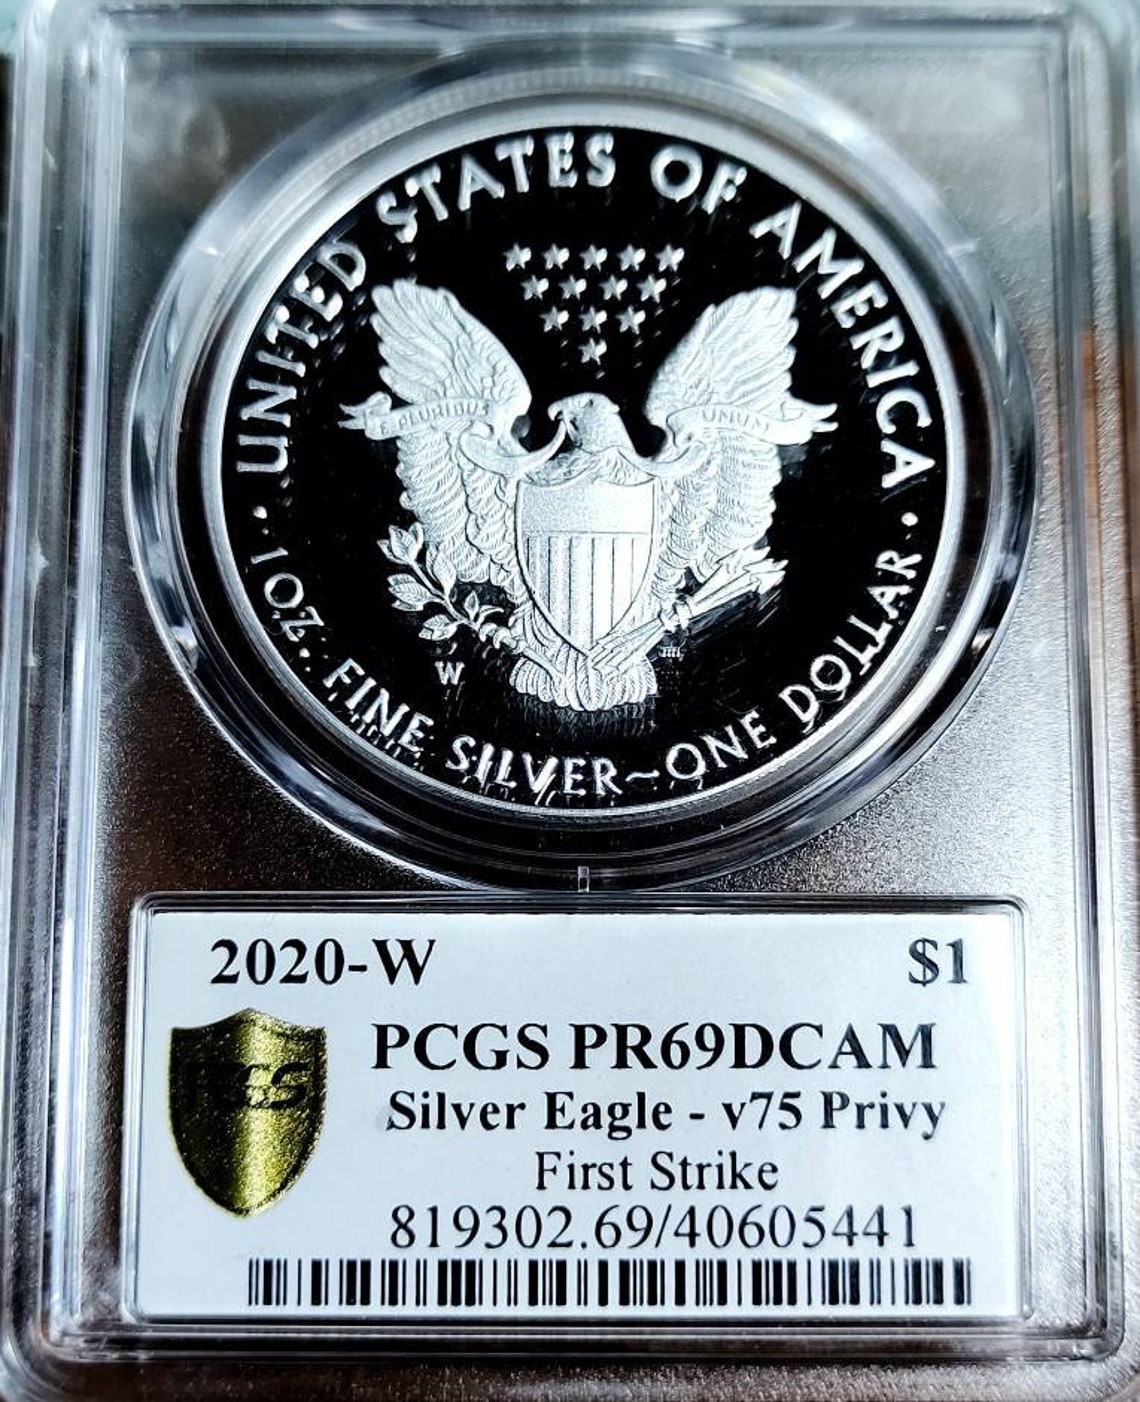 UNITED STATES OF AMERICA
E PLURIBUS UNUM
W
· 1 OZ. FINE SILVER~ONE DOLLAR ·
2020-W $1
PCGS PR69DCAM
Silver Eagle - v75 Privy
First Strike
819302.69/40605441